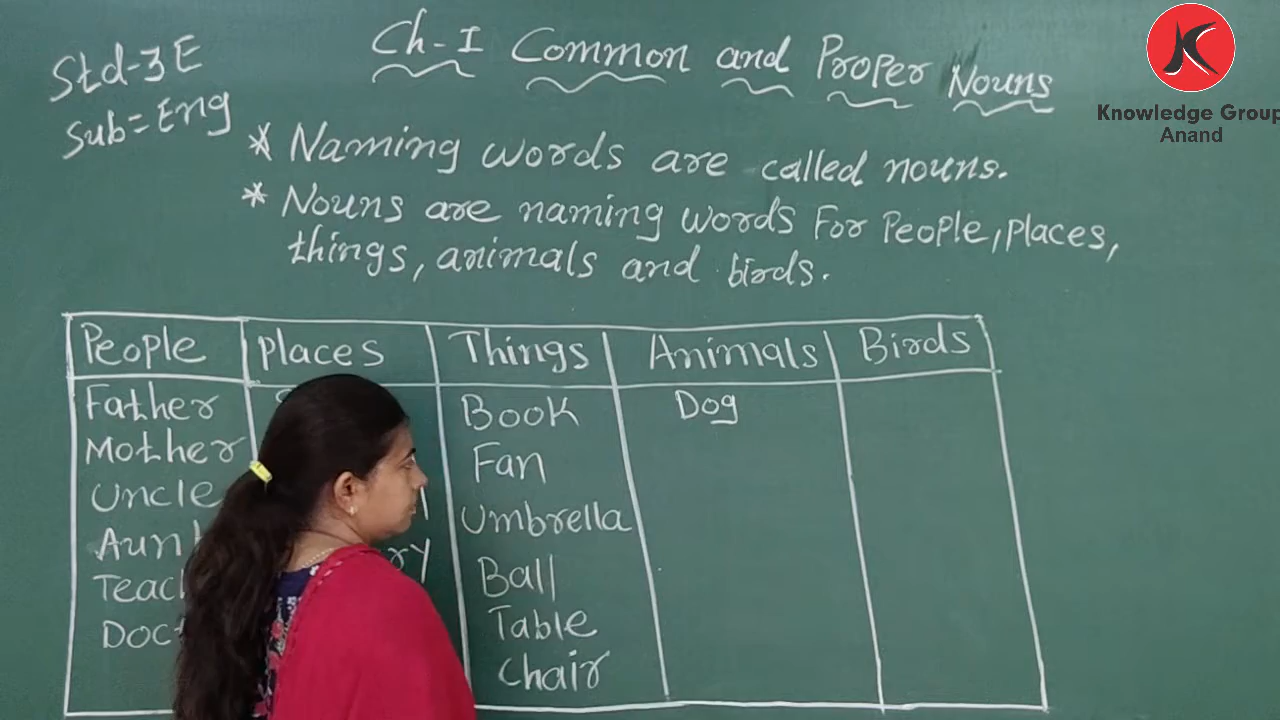 Std-3 E
Sub=Eng
Ch-I Common and Proper Nouns
Knowledge Group
Anand
* Naming words are called nouns.
* Nouns are naming words For People, places,
things, animals and birds.
People Places Things Animals Birds
Father Book Dog
Mother Fan
Uncle Umbrella
Ball
Table
Chair